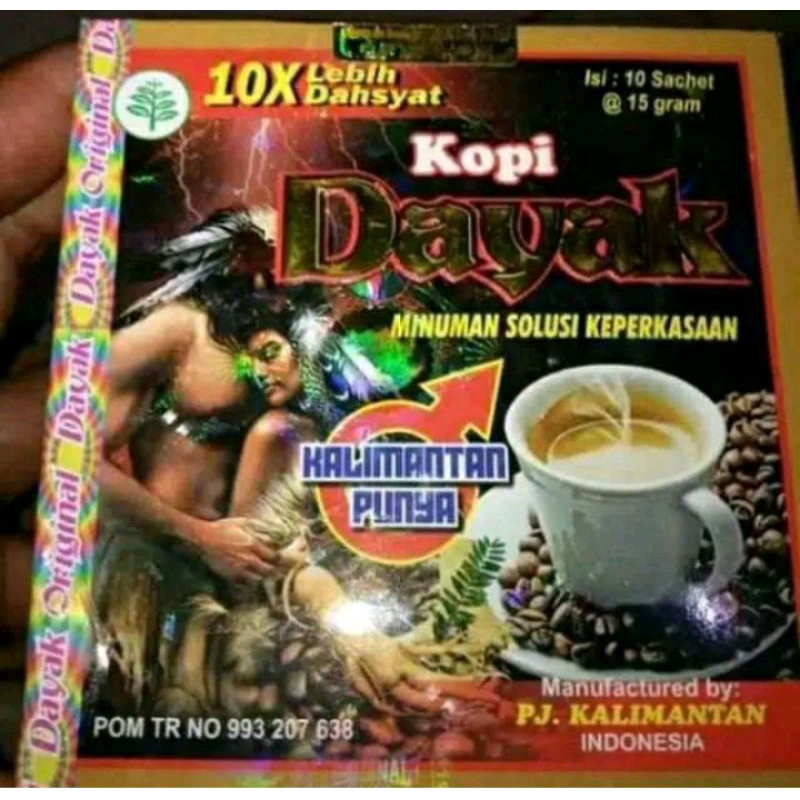 10X Lebih
Dahsyat
Isi : 10 Sachet
@ 15 gram
Kopi
Dayak
MINUMAN SOLUSI KEPERKASAAN
KALIMANTAN
PUNYA
Manufactured by:
PJ. KALIMANTAN
INDONESIA
POM TR NO 993 207 638
Dayak Original Dayak Dayak Original